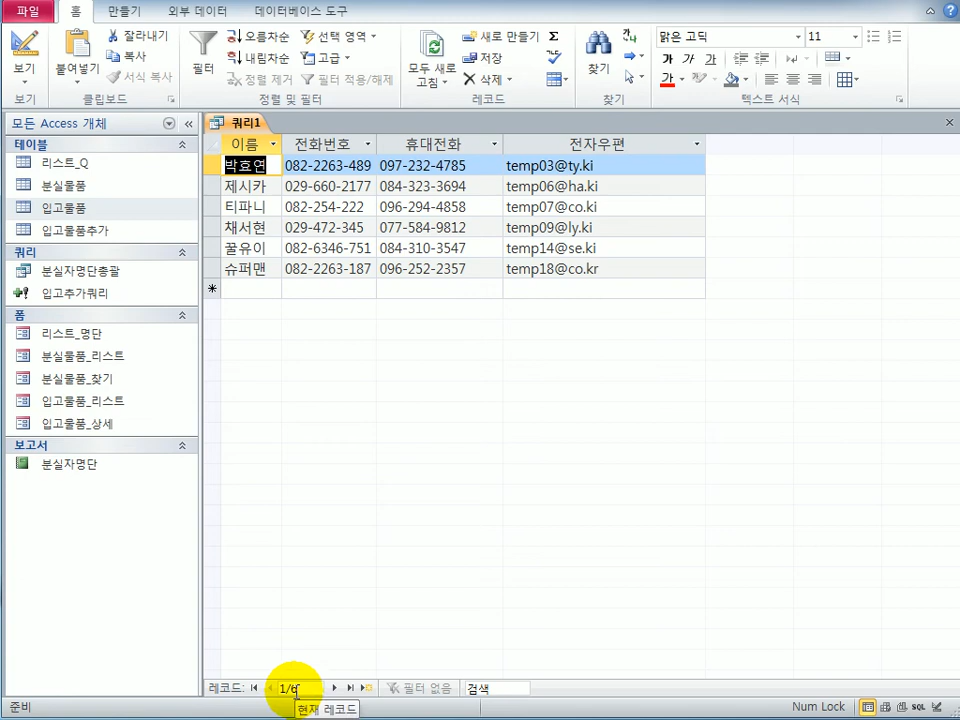 파일 홈 만들기 외부 데이터 데이터베이스 도구
보기 붙여넣기 잘라내기 복사 서식 복사
필터 오름차순 내림차순 정렬 제거 선택 영역 고급 필터 적용/해제
모두 새로 고침 새로 만들기 저장 삭제 찾기
맑은 고딕 11
가 가 가
가
보기 클립보드 정렬 및 필터 레코드 찾기 텍스트 서식
모든 Access 개체
테이블
리스트_Q
분실물품
입고물품
입고물품추가
쿼리
분실자명단총괄
입고추가쿼리
폼
리스트_명단
분실물품_리스트
분실물품_찾기
입고물품_리스트
입고물품_상세
보고서
분실자명단
쿼리1
이름 전화번호 휴대전화 전자우편
박효연 082-2263-489 097-232-4785 temp03@ty.ki
제시카 029-660-2177 084-323-3694 temp06@ha.ki
티파니 082-254-222 096-294-4858 temp07@co.ki
채서현 029-472-345 077-584-9812 temp09@ly.ki
꿀유이 082-6346-751 084-310-3547 temp14@se.ki
슈퍼맨 082-2263-187 096-252-2357 temp18@co.kr
레코드: 1/6 필터 없음 검색
현재 레코드
준비 Num Lock SQL